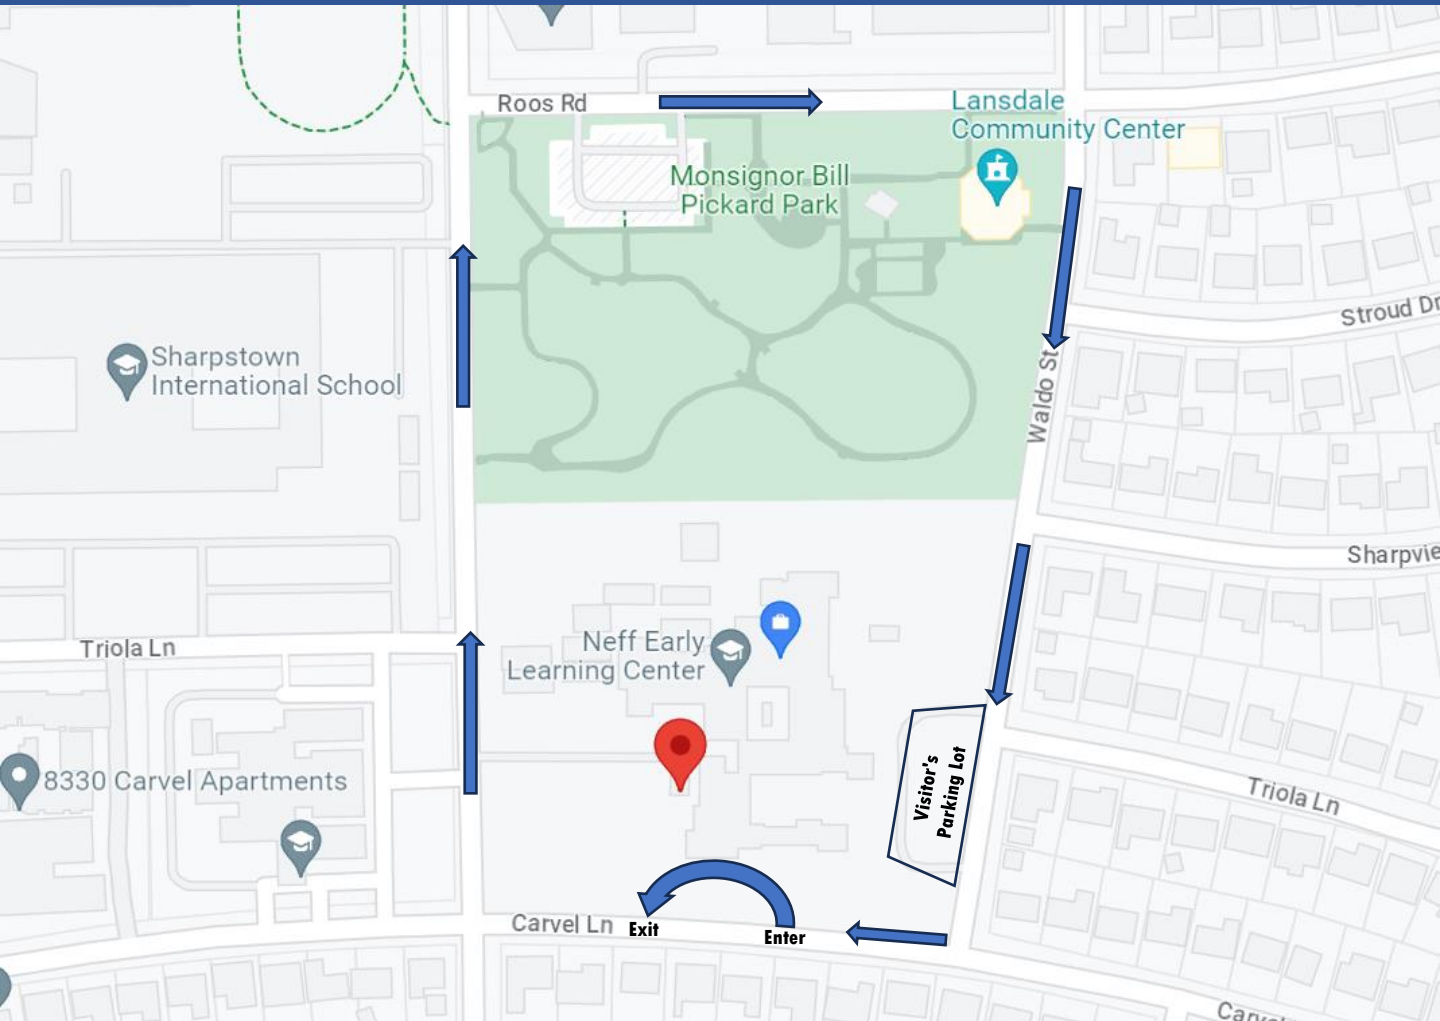 Roos Rd
Lansdale
Community Center
Monsignor Bill
Pickard Park
Stroud Dr
Sharpstown
International School
Waldo St
Sharpvie
Neff Early
Learning Center
Triola Ln
8330 Carvel Apartments
Visitor's
Parking Lot
Triola Ln
Carvel Ln
Exit
Enter
Carve